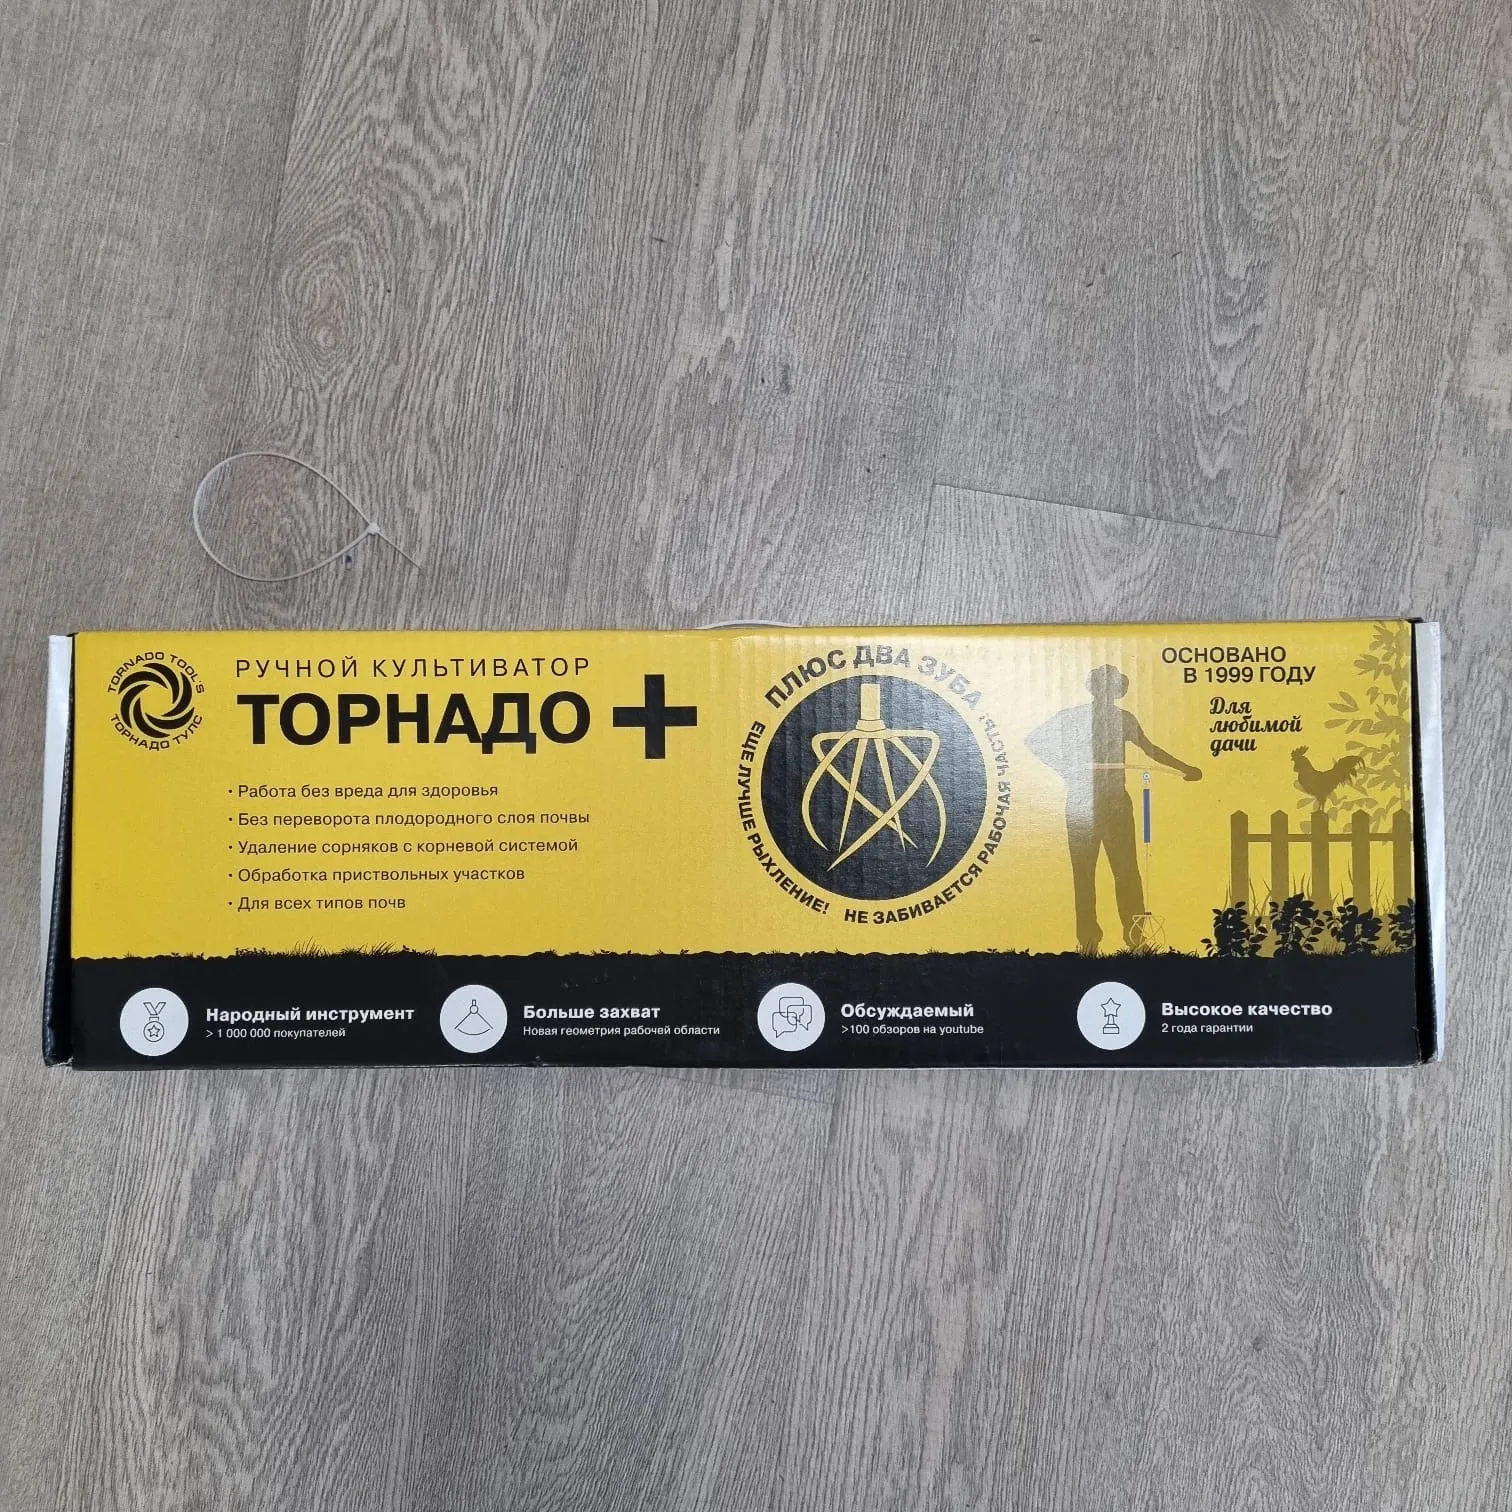 TORNADO TOOL'S
ТОРНАДО ТУЛС
РУЧНОЙ КУЛЬТИВАТОР
ТОРНАДО +
• Работа без вреда для здоровья
• Без переворота плодородного слоя почвы
• Удаление сорняков с корневой системой
• Обработка приствольных участков
• Для всех типов почв
ПЛЮС ДВА ЗУБА
ЕЩЕ ЛУЧШЕ РЫХЛЕНИЕ!
НЕ ЗАБИВАЕТСЯ РАБОЧАЯ ЧАСТЬ!
ОСНОВАНО
В 1999 ГОДУ
Для
любимой
дачи
Народный инструмент
> 1 000 000 покупателей
Больше захват
Новая геометрия рабочей области
Обсуждаемый
>100 обзоров на youtube
Высокое качество
2 года гарантии